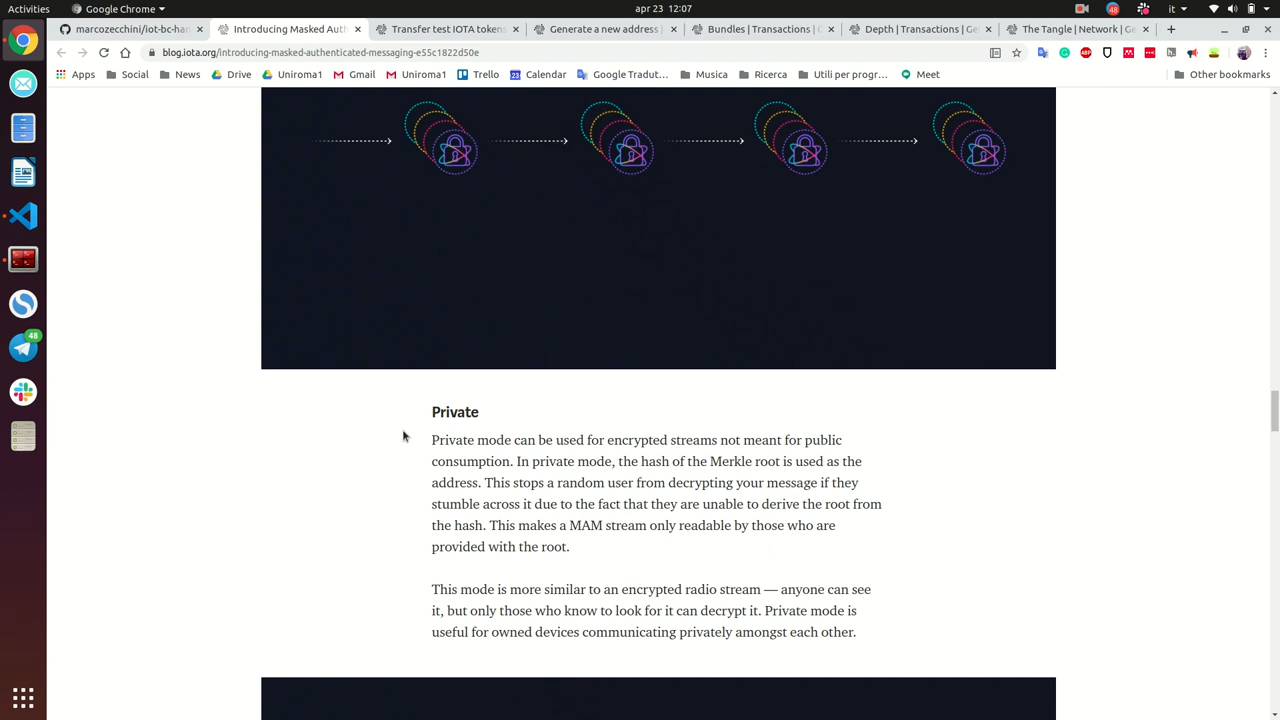 Activities
Google Chrome
apr 23 12:07
48
it
marcozecchini/iot-bc-han
Introducing Masked Auth
Transfer test IOTA tokens
Generate a new address |
Bundles | Transactions |
Depth | Transactions | Ge
The Tangle | Network | Ge
blog.iota.org/introducing-masked-authenticated-messaging-e55c1822d50e
Apps
Social
News
Drive
Uniroma1
Gmail
Uniroma1
Trello
23
Calendar
Google Tradut...
Musica
Ricerca
Utili per progr...
Meet
Other bookmarks
48
Private
Private mode can be used for encrypted streams not meant for public
consumption. In private mode, the hash of the Merkle root is used as the
address. This stops a random user from decrypting your message if they
stumble across it due to the fact that they are unable to derive the root from
the hash. This makes a MAM stream only readable by those who are
provided with the root.
This mode is more similar to an encrypted radio stream — anyone can see
it, but only those who know to look for it can decrypt it. Private mode is
useful for owned devices communicating privately amongst each other.